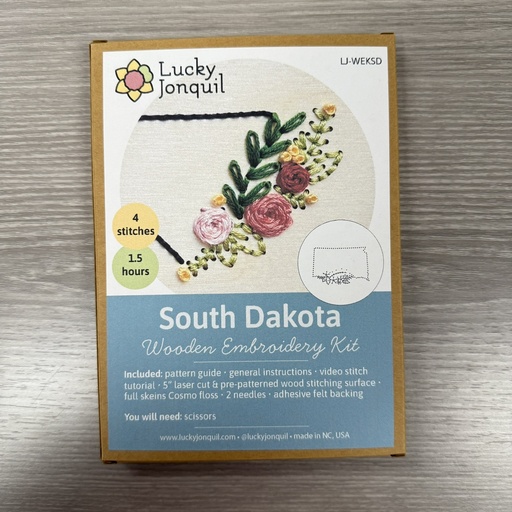 Lucky
Jonquil
LJ-WEKSD
4
stitches
1.5
hours
South Dakota
Wooden Embroidery Kit
Included: pattern guide • general instructions • video stitch
tutorial • 5" laser cut & pre-patterned wood stitching surface •
full skeins Cosmo floss • 2 needles • adhesive felt backing
You will need: scissors
www.luckyjonquil.com • @luckyjonquil • made in NC, USA